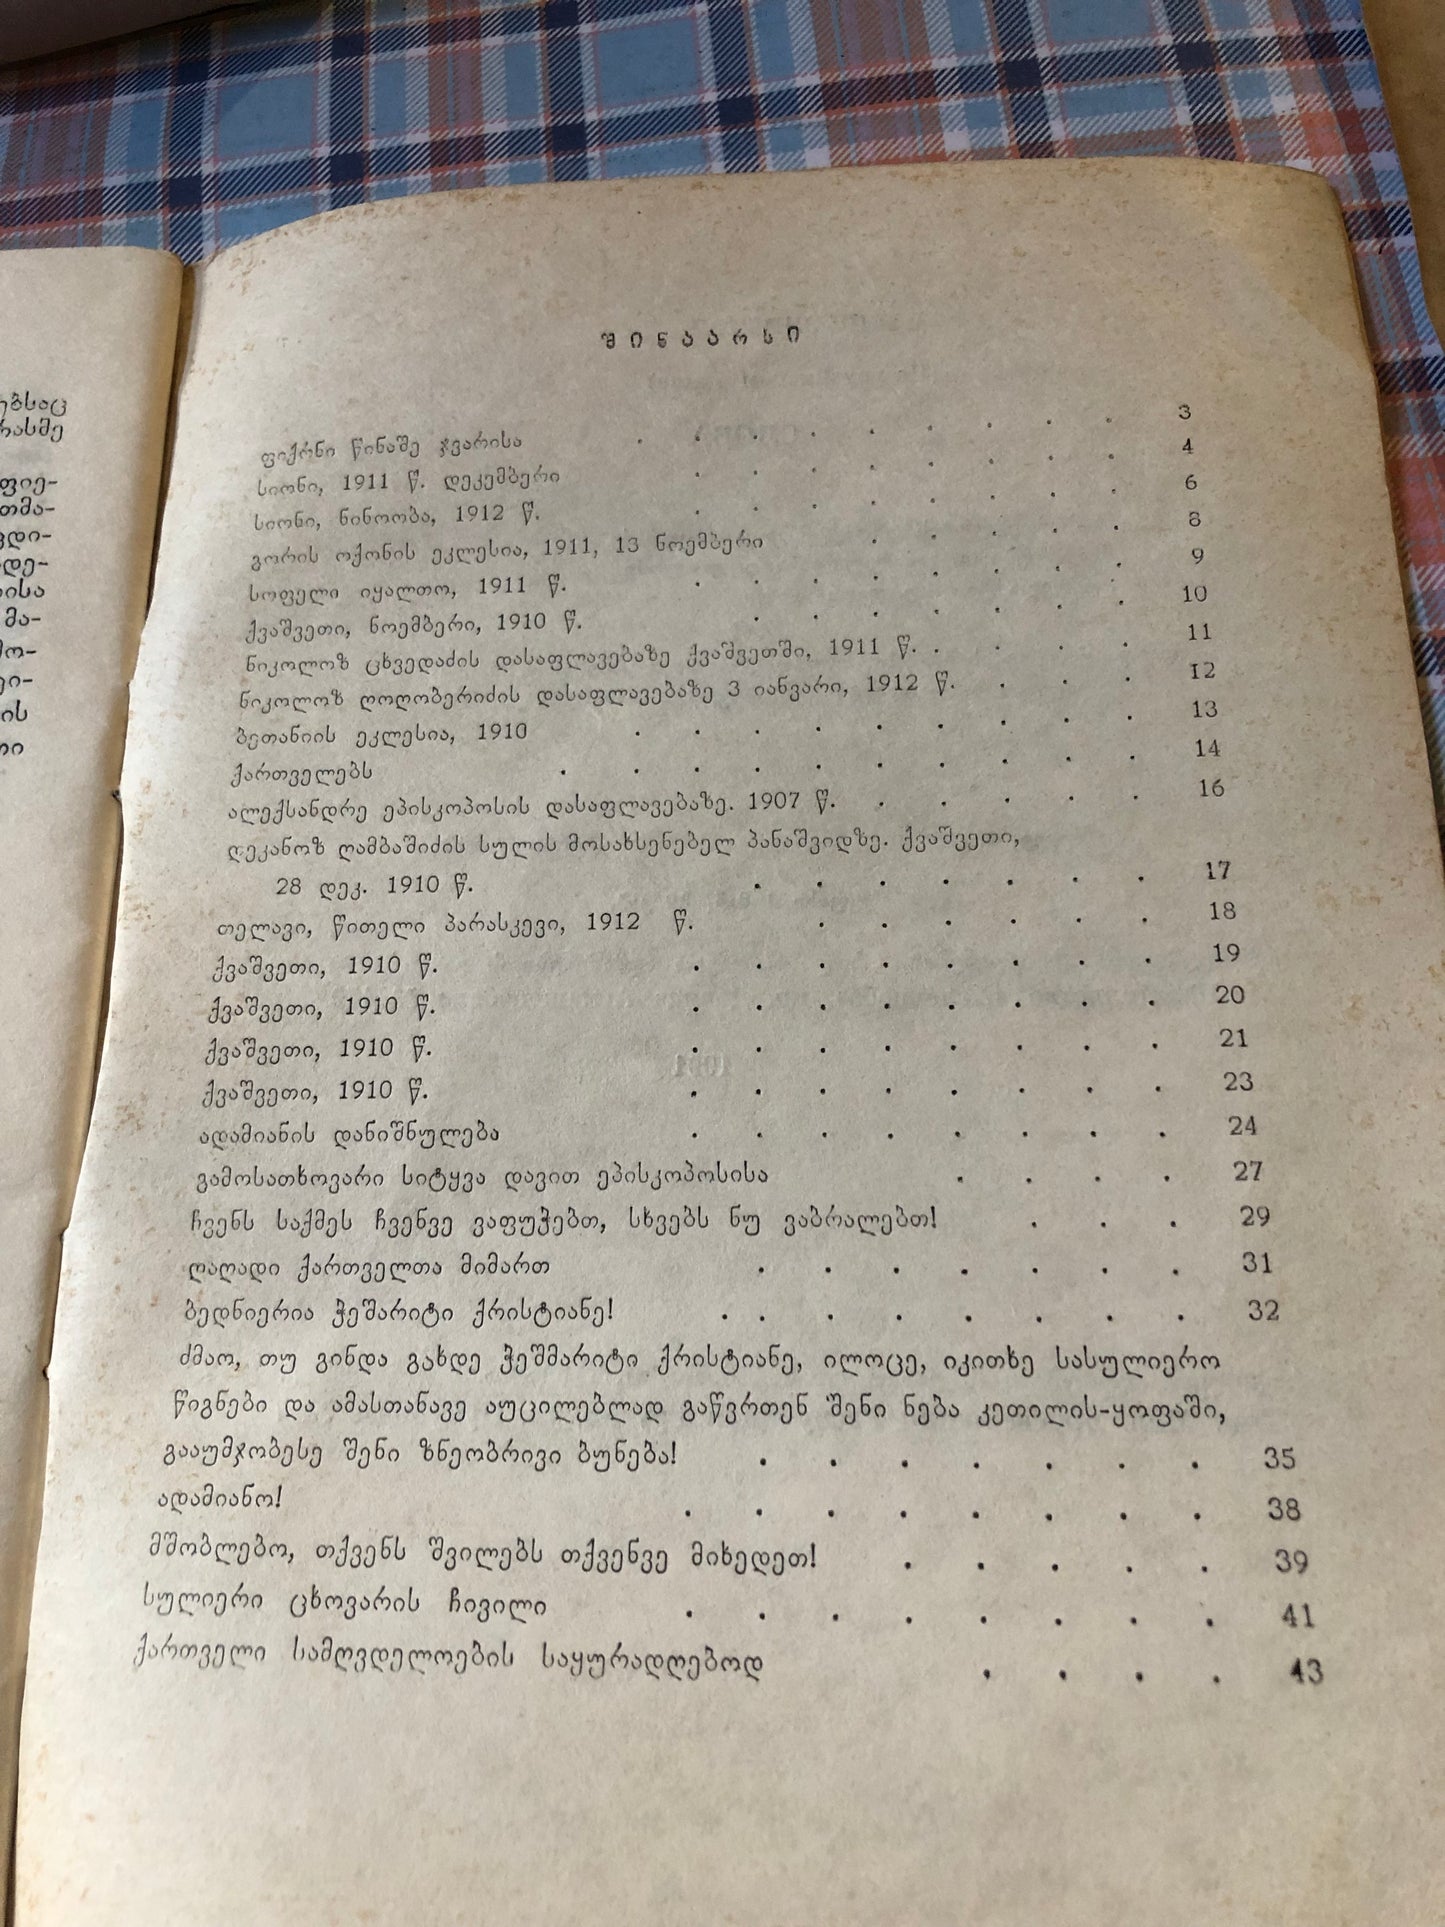 შინაარსი
ფიქრნი წინაშე ჯვარისა . . . . . . . . . 3
სიონი, 1911 წ. დეკემბერი . . . . . . . . 4
სიონი, ნინოობა, 1912 წ. . . . . . . . . 6
გორის ოქონის ეკლესია, 1911, 13 ნოემბერი . . . . . 8
სოფელი იყალთო, 1911 წ. . . . . . . . . 9
ქვაშვეთი, ნოემბერი, 1910 წ. . . . . . . . 10
ნიკოლოზ ცხვედაძის დასაფლავებაზე ქვაშვეთში, 1911 წ. . . . . 11
ნიკოლოზ ღოღობერიძის დასაფლავებაზე 3 იანვარი, 1912 წ. . . . 12
ბეთანიის ეკლესია, 1910 . . . . . . . . . 13
ქართველებს . . . . . . . . . . 14
ალექსანდრე ეპისკოპოსის დასაფლავებაზე. 1907 წ. . . . . . 16
დეკანოზ ღამბაშიძის სულის მოსახსენებელ პანაშვიდზე. ქვაშვეთი,
28 დეკ. 1910 წ. . . . . . . . 17
თელავი, წითელი პარასკევი, 1912 წ. . . . . . . 18
ქვაშვეთი, 1910 წ. . . . . . . . . 19
ქვაშვეთი, 1910 წ. . . . . . . . . 20
ქვაშვეთი, 1910 წ. . . . . . . . . 21
ქვაშვეთი, 1910 წ. . . . . . . . . 23
ადამიანის დანიშნულება . . . . . . . . 24
გამოსათხოვარი სიტყვა დავით ეპისკოპოსისა . . . . 27
ჩვენს საქმეს ჩვენვე ვაფუჭებთ, სხვებს ნუ ვაბრალებთ! . . . 29
ღაღადი ქართველთა მიმართ . . . . . . . 31
ბედნიერია ჭეშარიტი ქრისტიანე! . . . . . . . . 32
ძმაო, თუ გინდა გახდე ჭეშმარიტი ქრისტიანე, ილოცე, იკითხე სასულიერო
წიგნები და ამასთანავე აუცილებლად გაწვრთენ შენი ნება კეთილის-ყოფაში,
გააუმჯობესე შენი ზნეობრივი ბუნება! . . . . . . . 35
ადამიანო! . . . . . . . . 38
მშობლებო, თქვენს შვილებს თქვენვე მიხედეთ! . . . . . 39
სულიერი ცხოვარის ჩივილი . . . . . . . . 41
ქართველი სამღვდელოების საყურადღებოდ . . . . 43